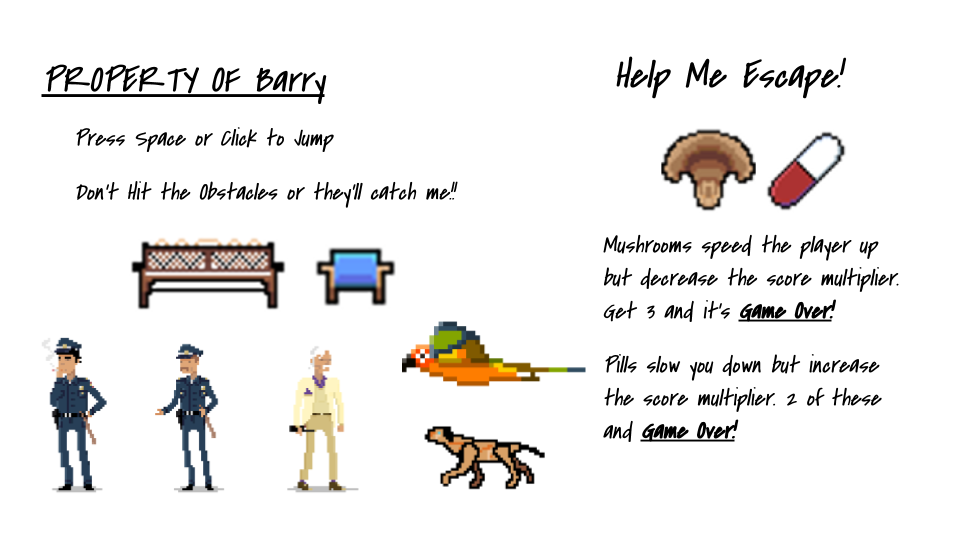 PROPERTY OF Barry
Press Space or Click to Jump
Don't Hit the Obstacles or they'll catch me!!
Help Me Escape!
Mushrooms speed the player up
but decrease the score multiplier.
Get 3 and it's Game Over!
Pills slow you down but increase
the score multiplier. 2 of these
and Game Over!